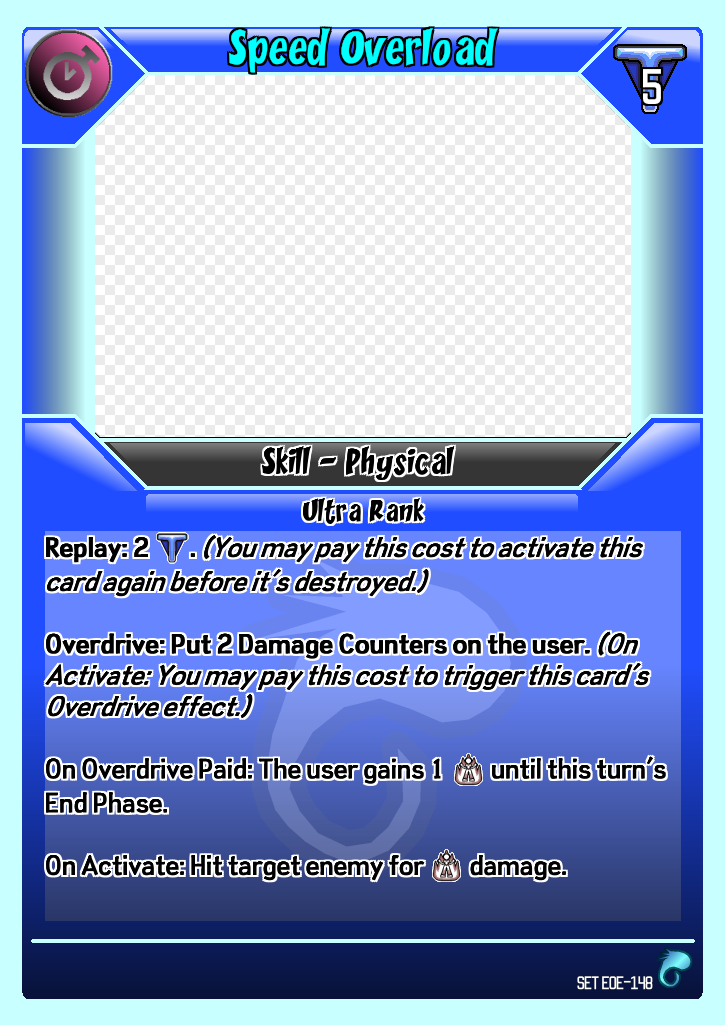 Speed Overload
5
Skill - Physical
Ultra Rank
Replay: 2 . (You may pay this cost to activate this
card again before it's destroyed.)
Overdrive: Put 2 Damage Counters on the user. (On
Activate: You may pay this cost to trigger this card's
Overdrive effect.)
On Overdrive Paid: The user gains 1 until this turn's
End Phase.
On Activate: Hit target enemy for damage.
SET EOE-148